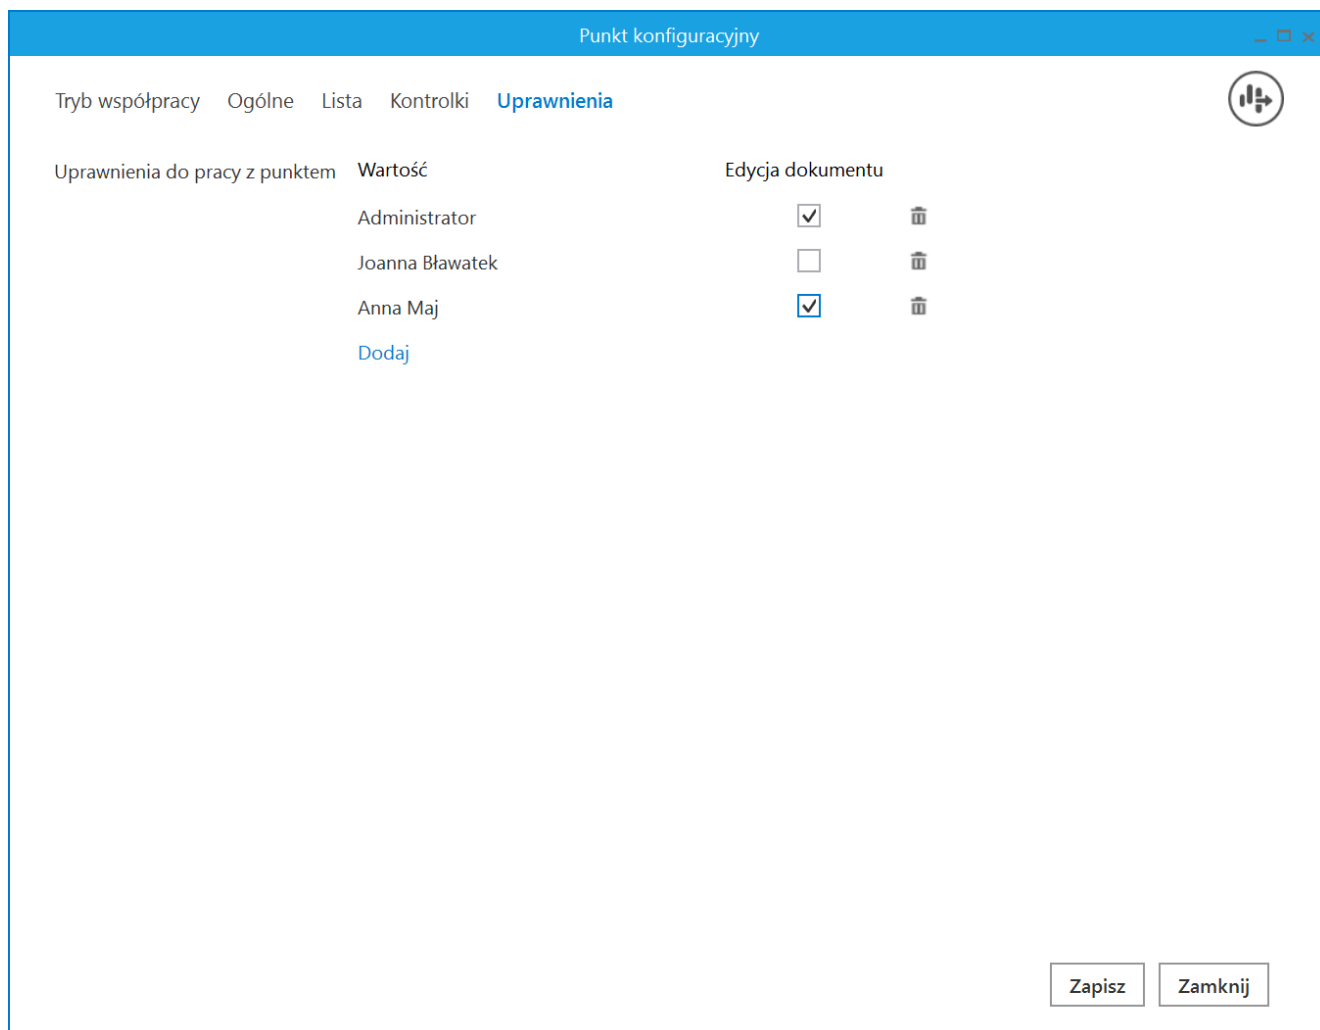 Punkt konfiguracyjny
Tryb współpracy Ogólne Lista Kontrolki Uprawnienia
Uprawnienia do pracy z punktem Wartość Edycja dokumentu
Administrator
Joanna Bławatek
Anna Maj
Dodaj
Zapisz Zamknij